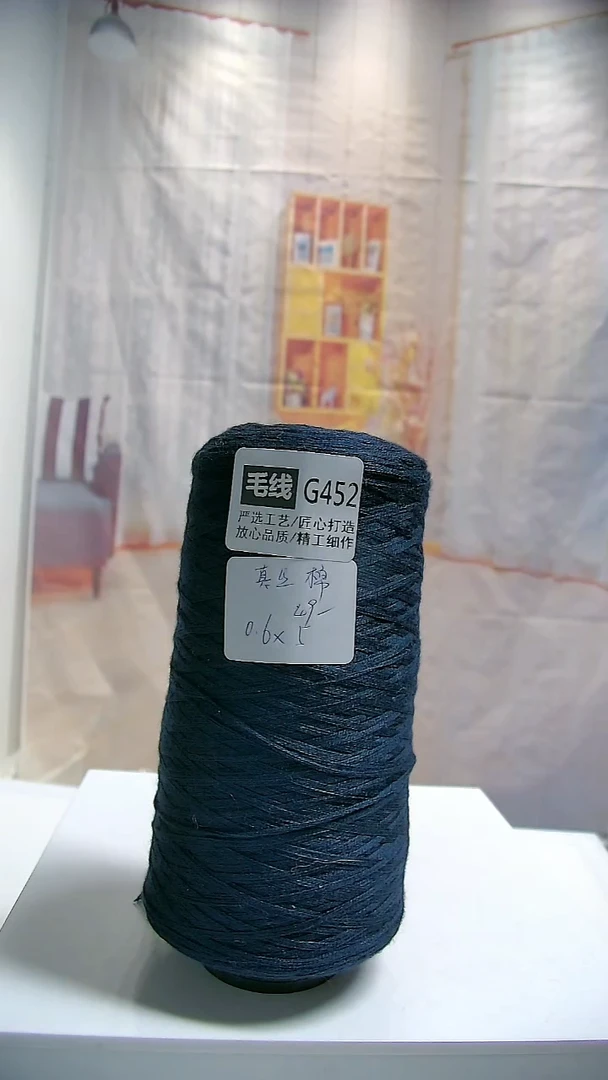 毛线 G452
严选工艺/匠心打造
放心品质/精工细作
真丝棉
49-
0.6×5